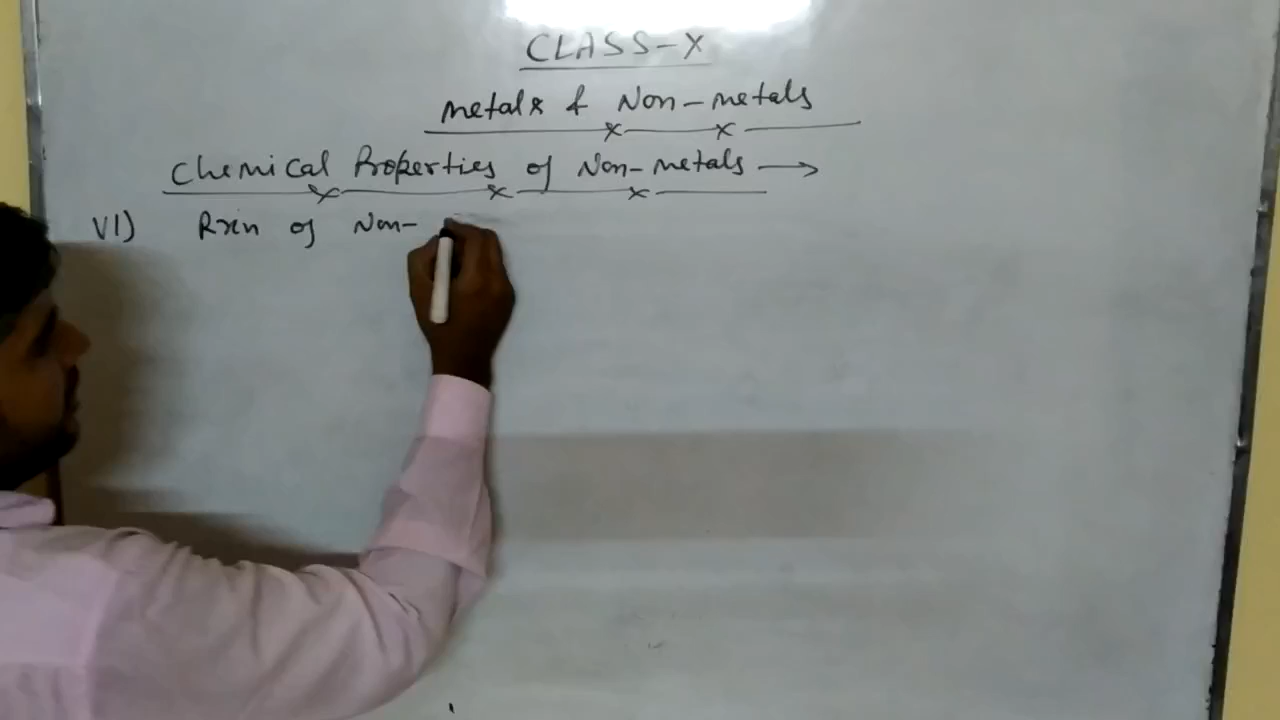 CLASS-X
Metals & Non-metals
Chemical Properties of Non-metals →
VI) Rxn of Non-